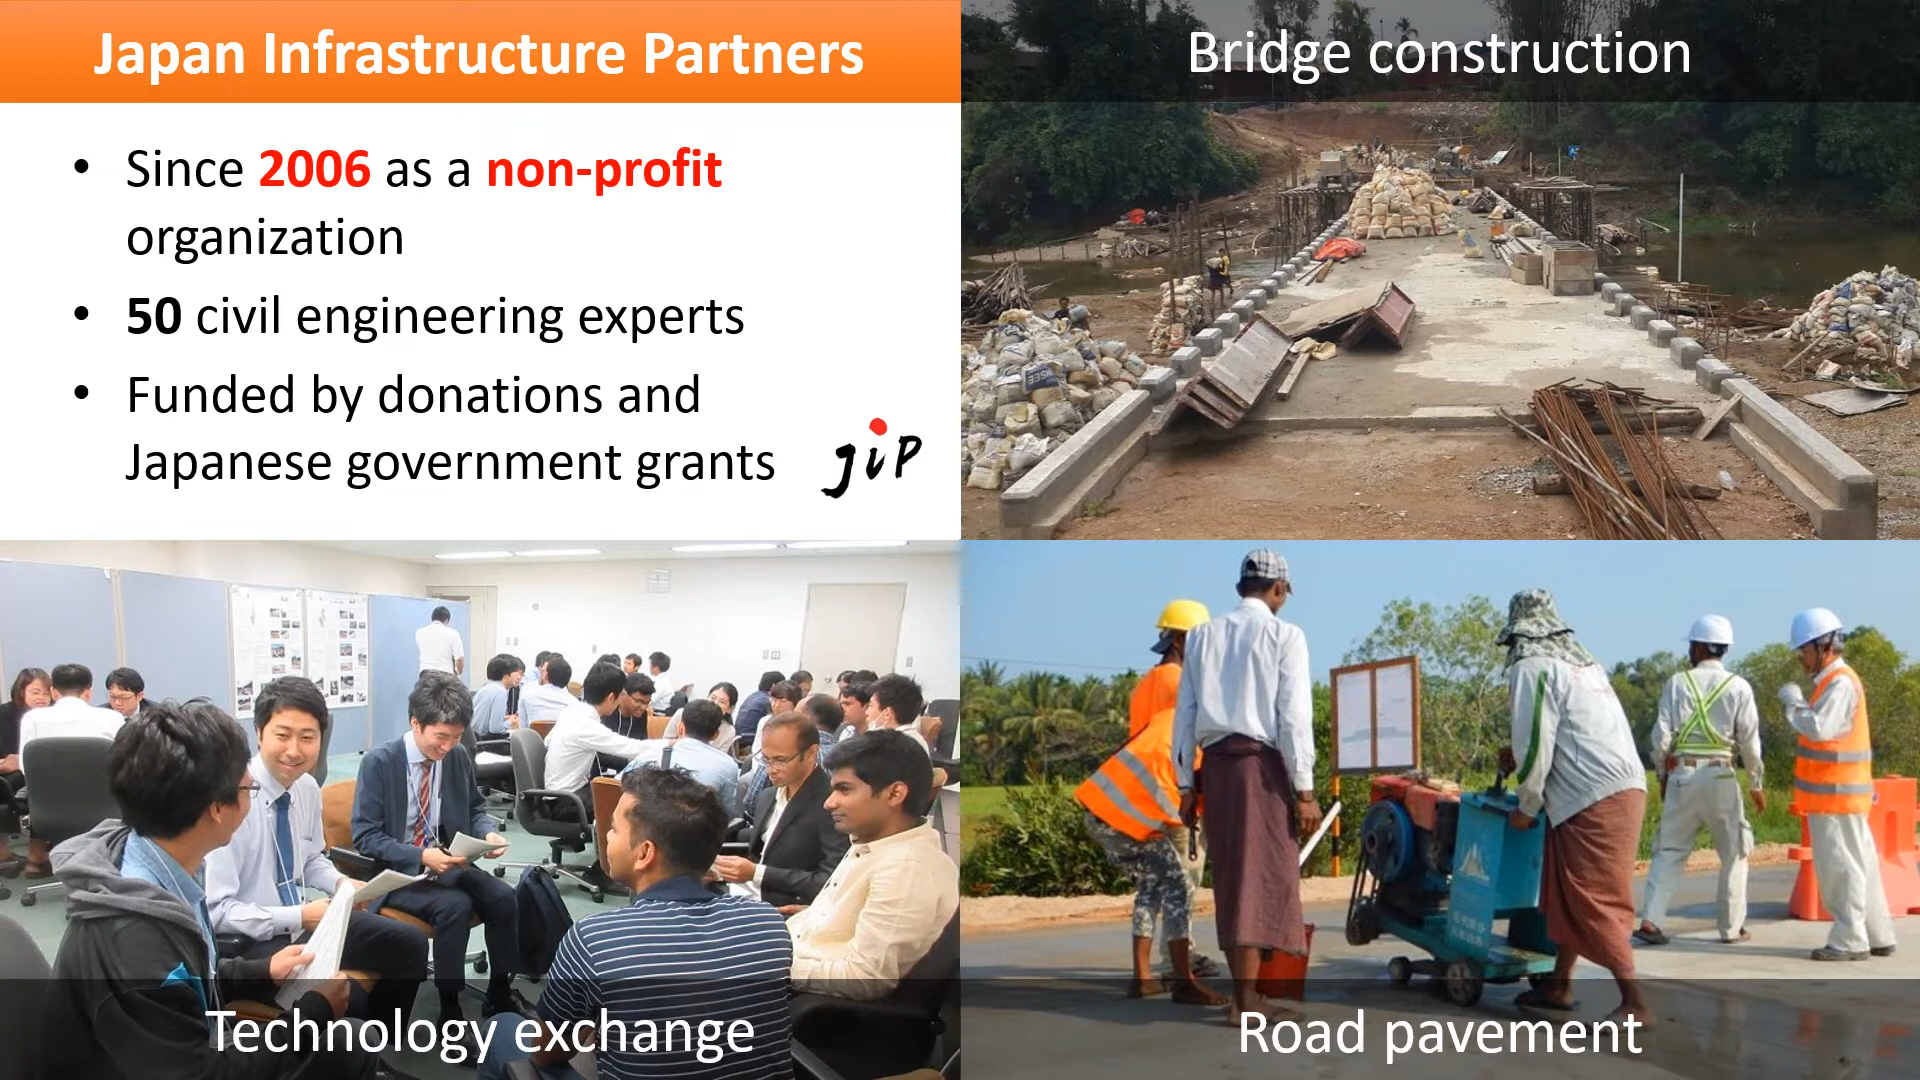 Japan Infrastructure Partners
• Since 2006 as a non-profit
organization
• 50 civil engineering experts
• Funded by donations and
Japanese government grants
jiP
Bridge construction
Technology exchange
Road pavement